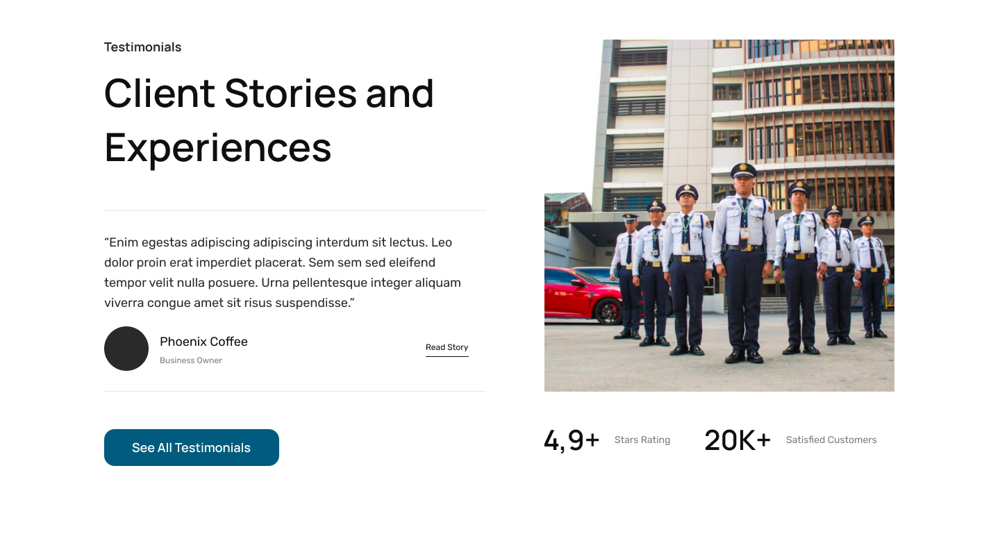 Testimonials
Client Stories and
Experiences
“Enim egestas adipiscing adipiscing interdum sit lectus. Leo
dolor proin erat imperdiet placerat. Sem sem sed eleifend
tempor velit nulla posuere. Urna pellentesque integer aliquam
viverra congue amet sit risus suspendisse.”
Phoenix Coffee
Business Owner
Read Story
See All Testimonials
4,9+ Stars Rating 20K+ Satisfied Customers